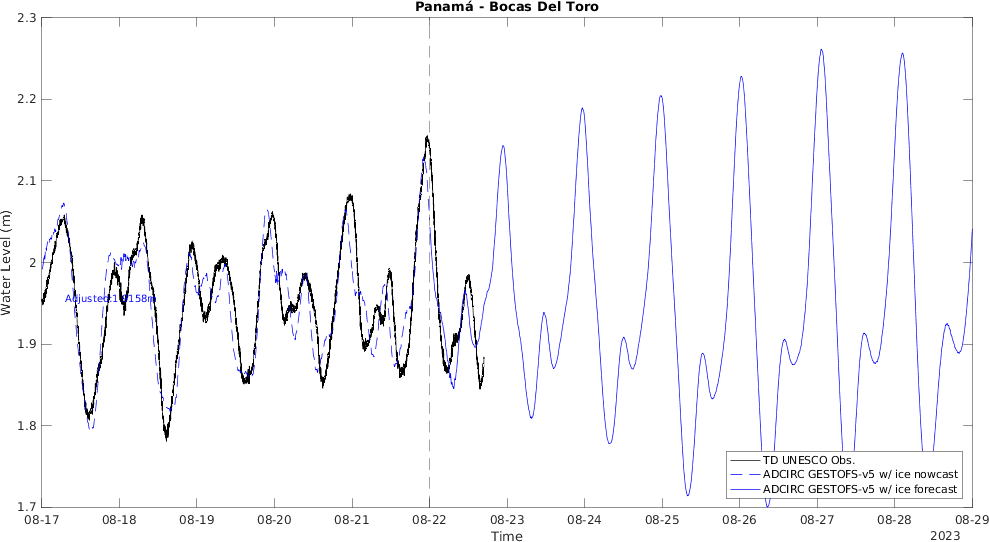 Panamá - Bocas Del Toro
2.3
2.2
2.1
2
1.9
1.8
1.7
Water Level (m)
Adjusted:1.9158m
08-17 08-18 08-19 08-20 08-21 08-22 08-23 08-24 08-25 08-26 08-27 08-28 08-29
2023
Time
TD UNESCO Obs.
ADCIRC GESTOFS-v5 w/ ice nowcast
ADCIRC GESTOFS-v5 w/ ice forecast